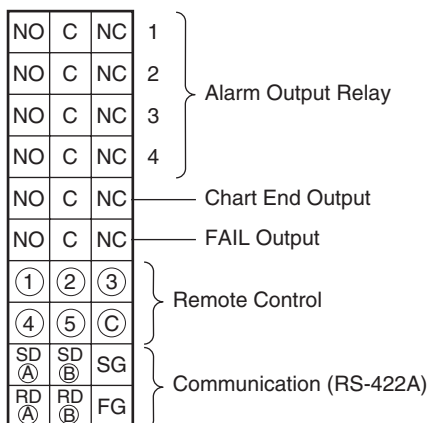 NO C NC 1
NO C NC 2
Alarm Output Relay
NO C NC 3
NO C NC 4
NO C NC Chart End Output
NO C NC FAIL Output
① ② ③
Remote Control
④ ⑤ Ⓒ
SD Ⓐ SD Ⓑ SG
Communication (RS-422A)
RD Ⓐ RD Ⓑ FG